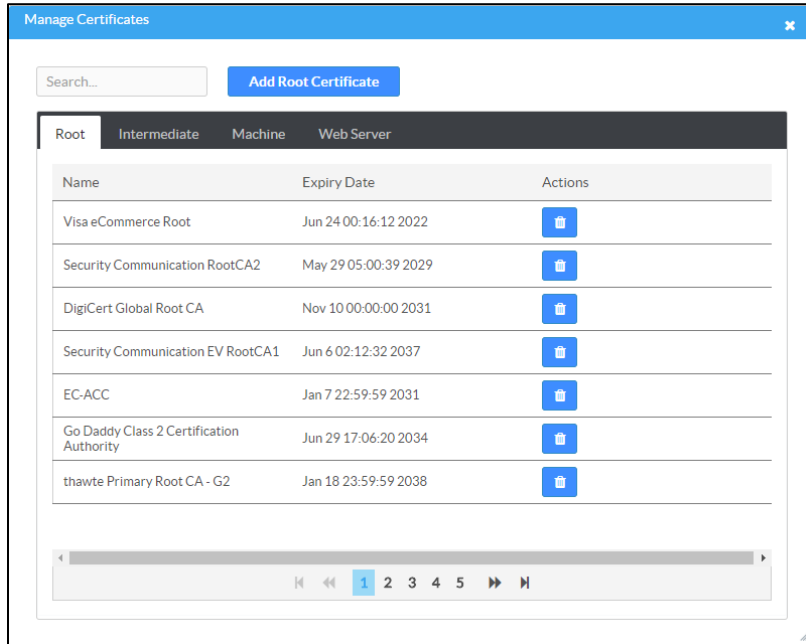 Manage Certificates
Search...
Add Root Certificate
Root Intermediate Machine Web Server
Name Expiry Date Actions
Visa eCommerce Root Jun 24 00:16:12 2022
Security Communication RootCA2 May 29 05:00:39 2029
DigiCert Global Root CA Nov 10 00:00:00 2031
Security Communication EV RootCA1 Jun 6 02:12:32 2037
EC-ACC Jan 7 22:59:59 2031
Go Daddy Class 2 Certification
Authority Jun 29 17:06:20 2034
thawte Primary Root CA - G2 Jan 18 23:59:59 2038
1 2 3 4 5